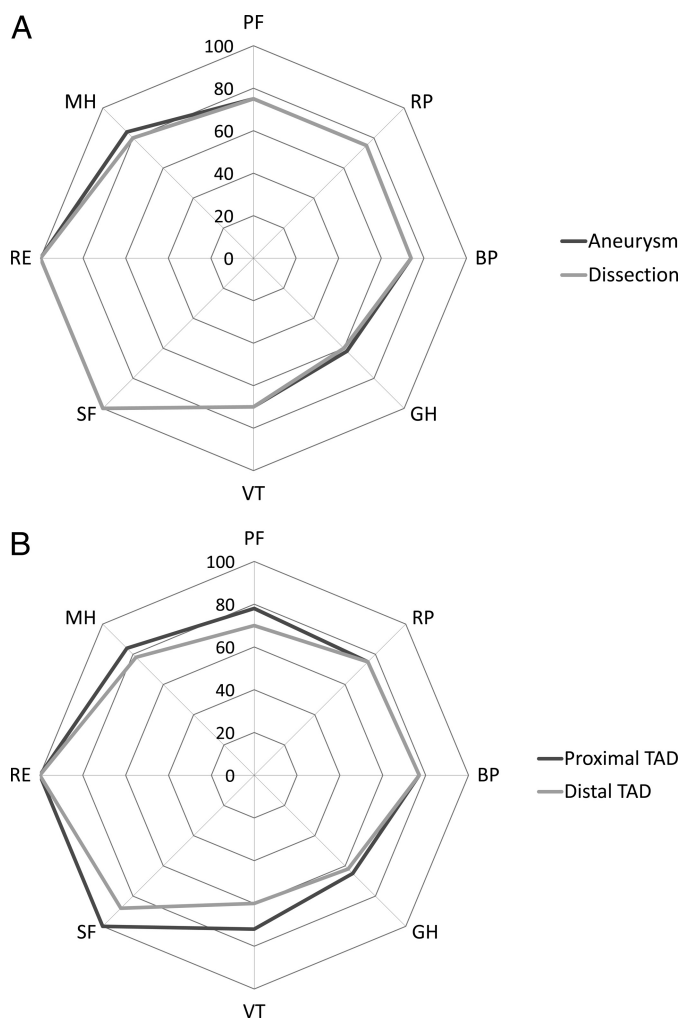 A
PF
100
80
60
40
20
0
MH
RP
RE
BP
SF
GH
VT
Aneurysm
Dissection
B
PF
100
80
60
40
20
0
MH
RP
RE
BP
SF
GH
VT
Proximal TAD
Distal TAD